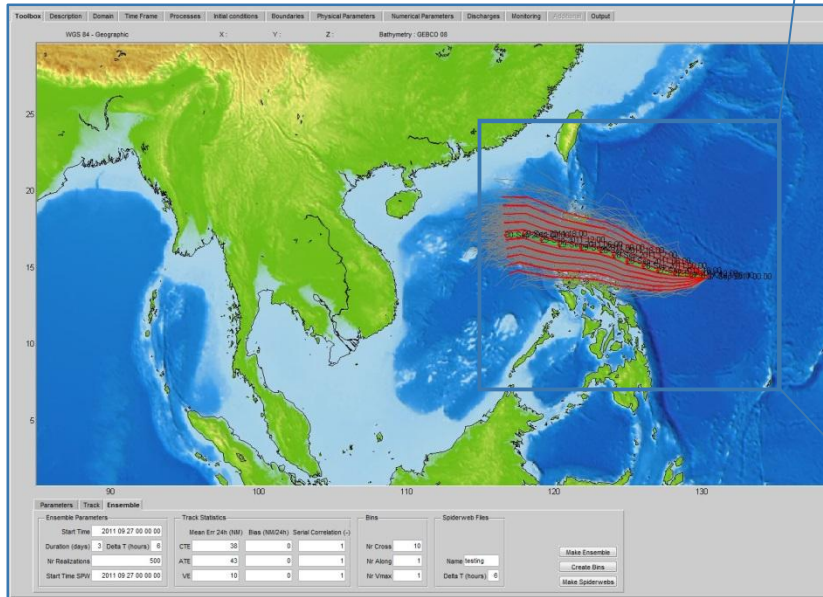 Toolbox Description Domain Time Frame Processes Initial conditions Boundaries Physical Parameters Numerical Parameters Discharges Monitoring Additional Output
WGS 84 - Geographic X : Y : Z : Bathymetry : GEBCO 08
25
20
15
10
5
90 100 110 120 130
Parameters Track Ensemble
Ensemble Parameters Track Statistics Bins Spiderweb Files
Start Time 2011 09 27 00 00 00 Mean Err 24h (NM) Bias (NM/24h) Serial Correlation (-)
Duration (days) 3 Delta T (hours) 6 CTE 38 0 1 Nr Cross 10 Make Ensemble
Nr Realizations 500 ATE 43 0 1 Nr Along 1 Name testing Create Bins
Start Time SPW 2011 09 27 00 00 00 VE 10 0 1 Nr Vmax 1 Delta T (hours) 6 Make Spiderwebs